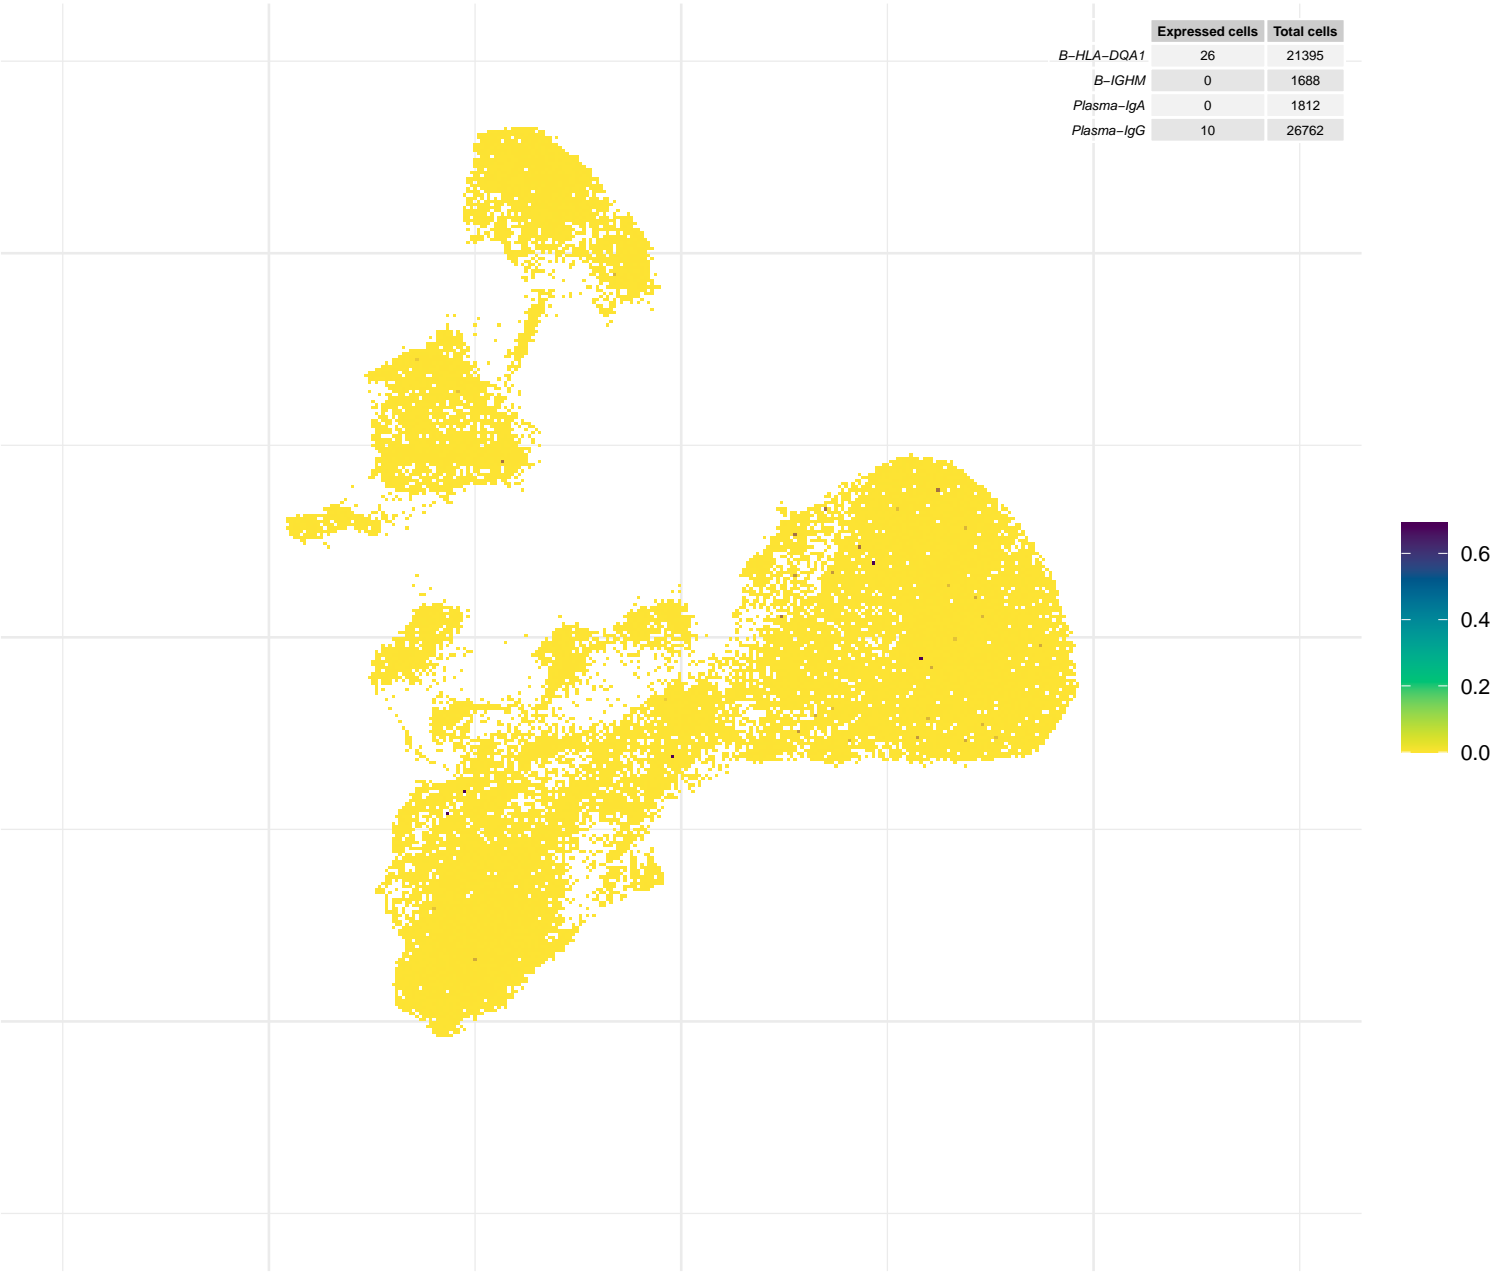 Expressed cells Total cells
B−HLA−DQA1 26 21395
B−IGHM 0 1688
Plasma−IgA 0 1812
Plasma−IgG 10 26762
0.6
0.4
0.2
0.0